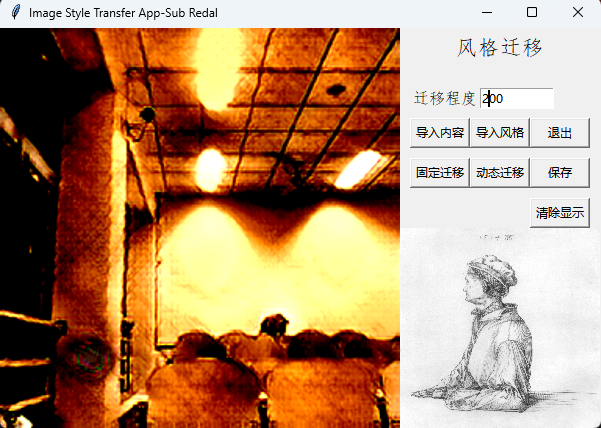 Image Style Transfer App-Sub Redal
风格迁移
迁移程度 200
导入内容 导入风格 退出
固定迁移 动态迁移 保存
清除显示